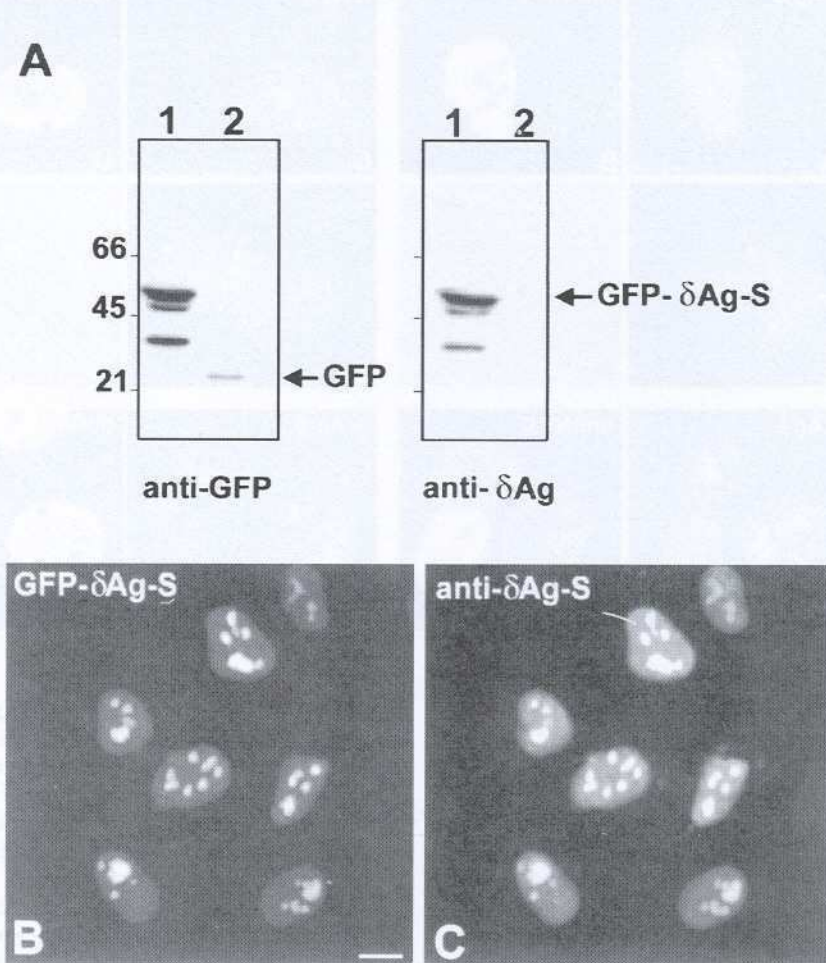 A
1 2
1 2
66
45
21
GFP
GFP- δAg-S
anti-GFP
anti- δAg
GFP-δAg-S
anti-δAg-S
B
C